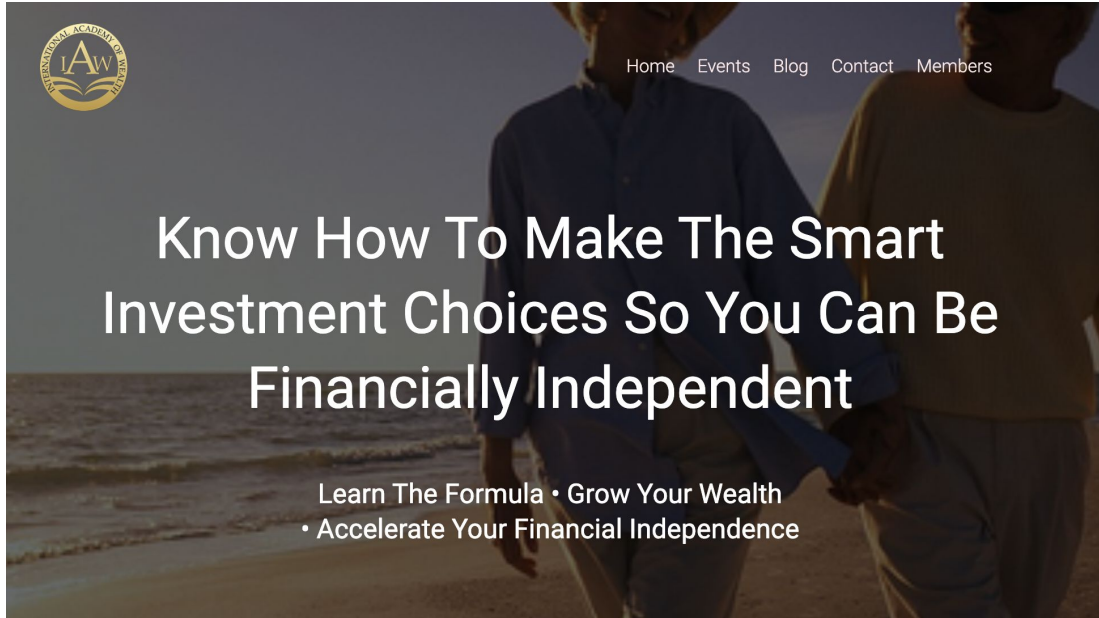 INTERNATIONAL ACADEMY OF WEALTH
IAW
Home Events Blog Contact Members
Know How To Make The Smart
Investment Choices So You Can Be
Financially Independent
Learn The Formula • Grow Your Wealth
• Accelerate Your Financial Independence